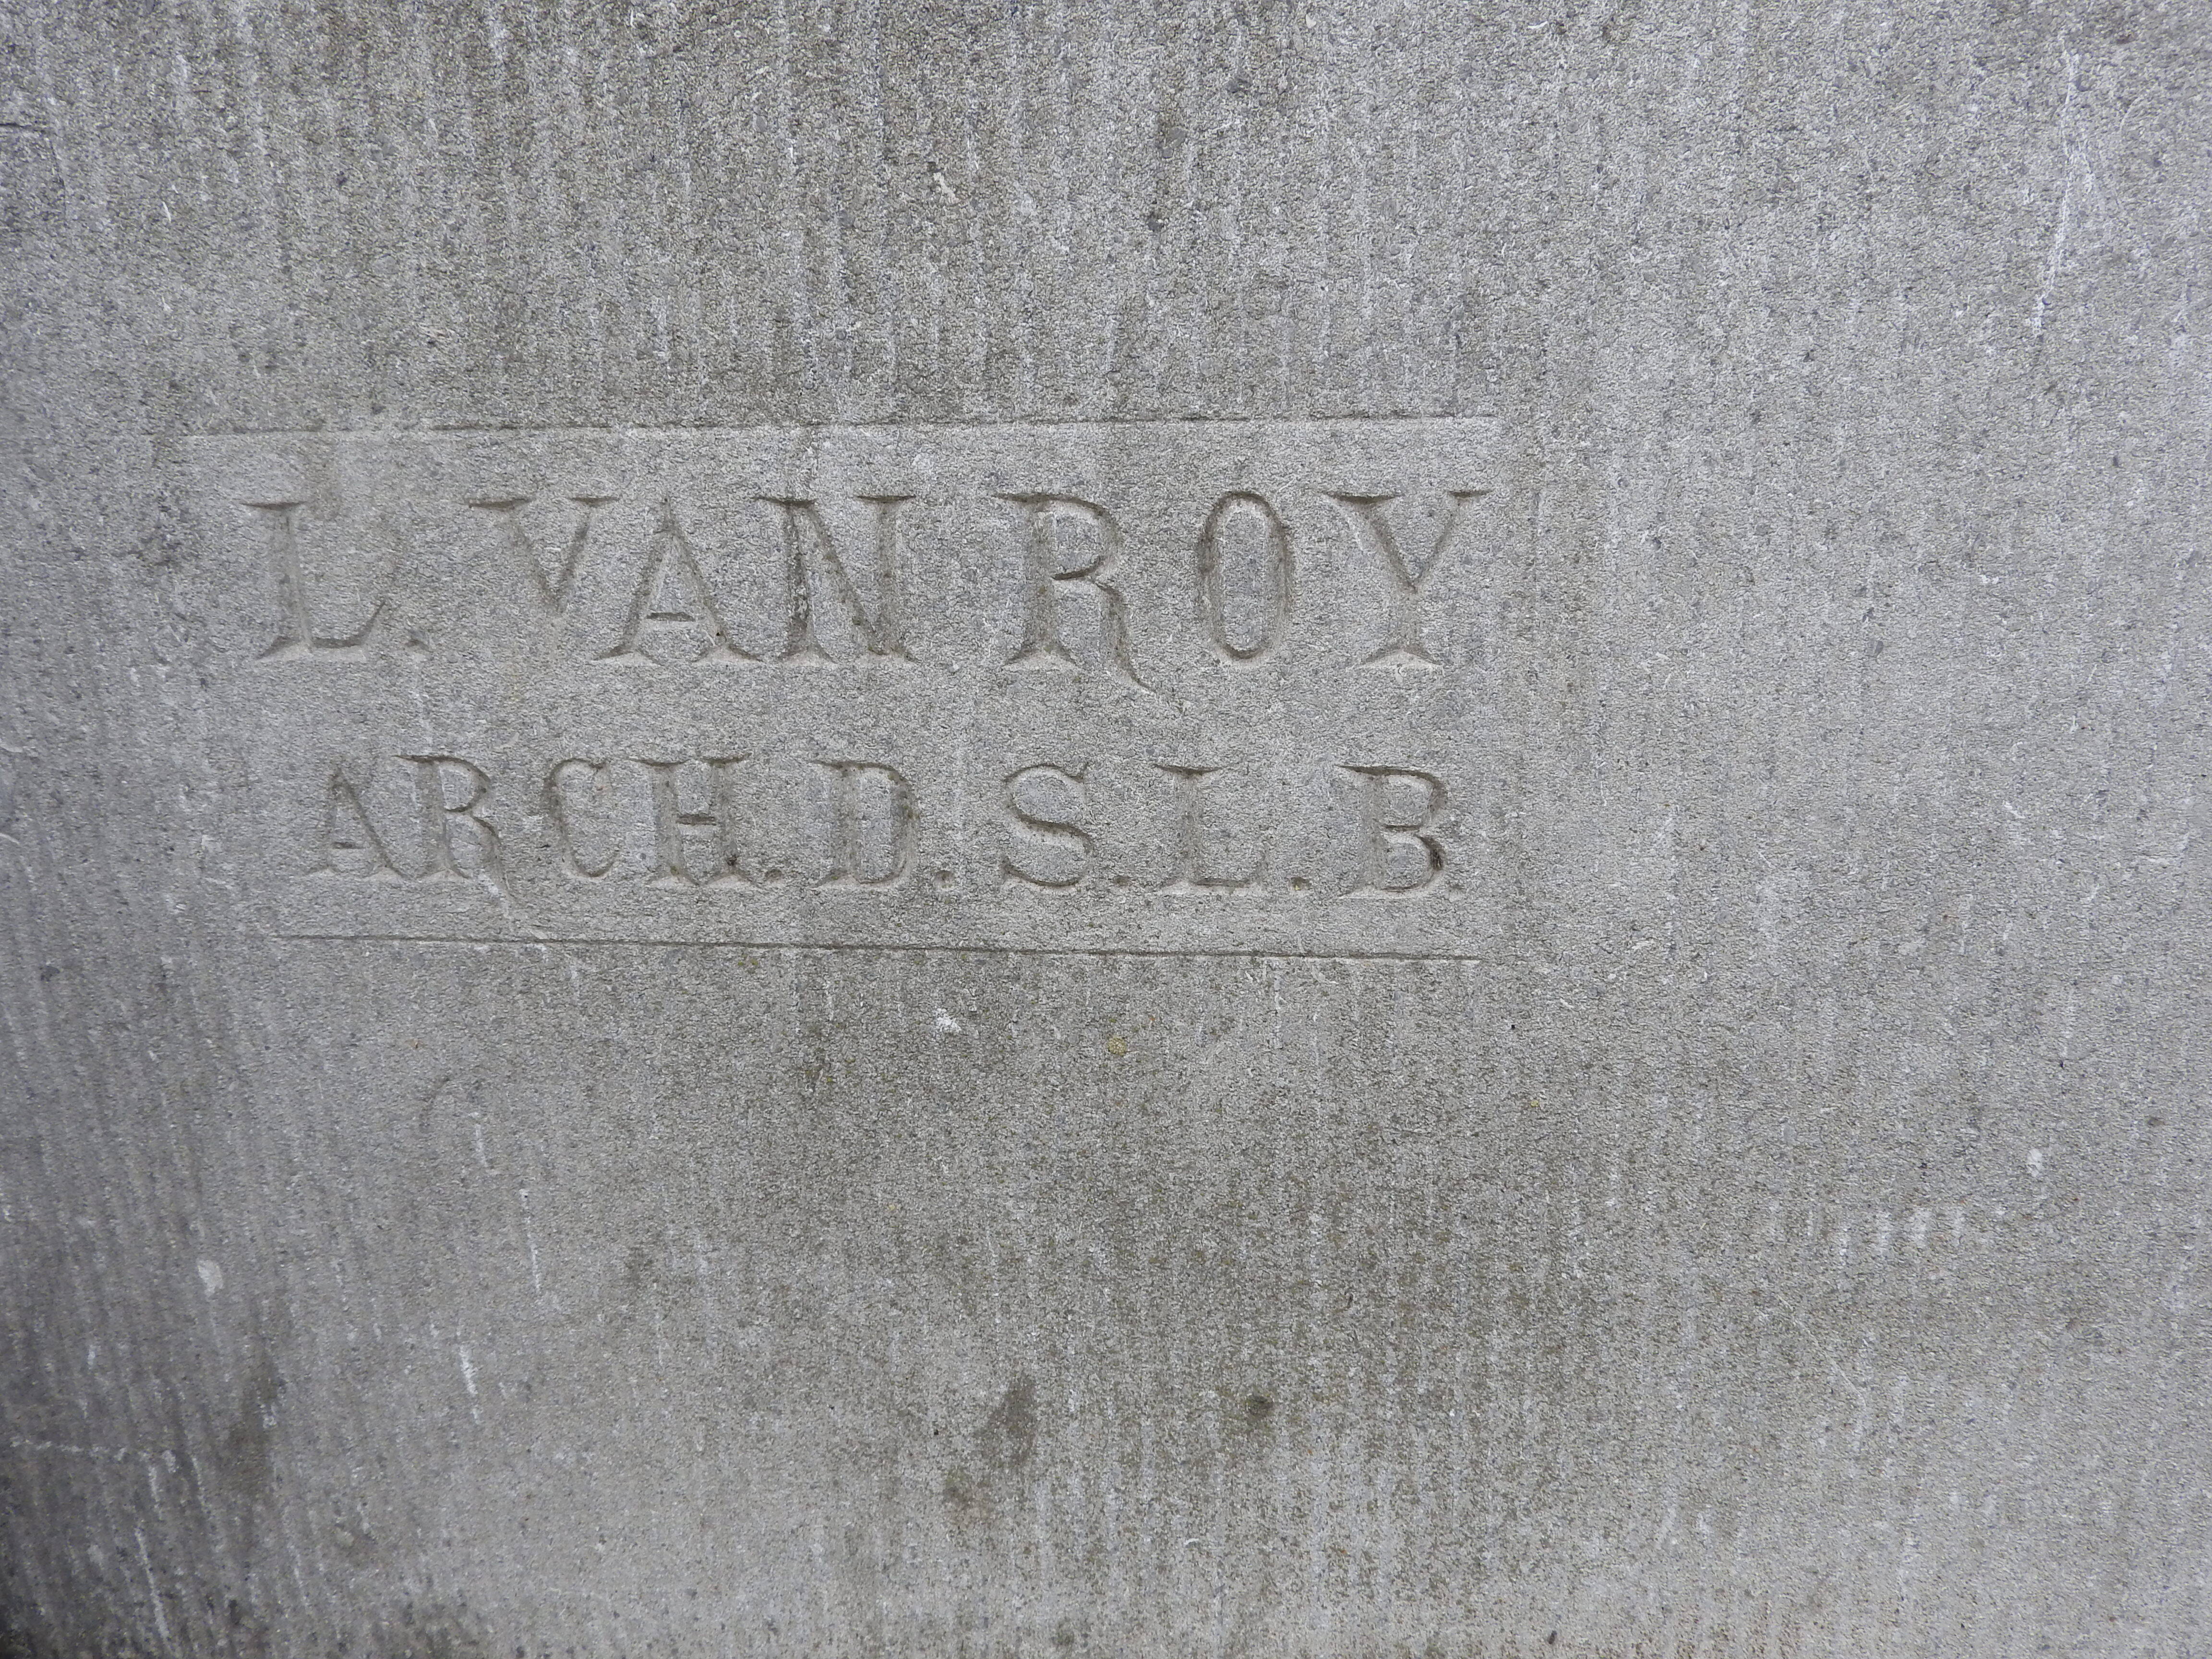 L. VAN ROY
ARCH. D. S. L. B.